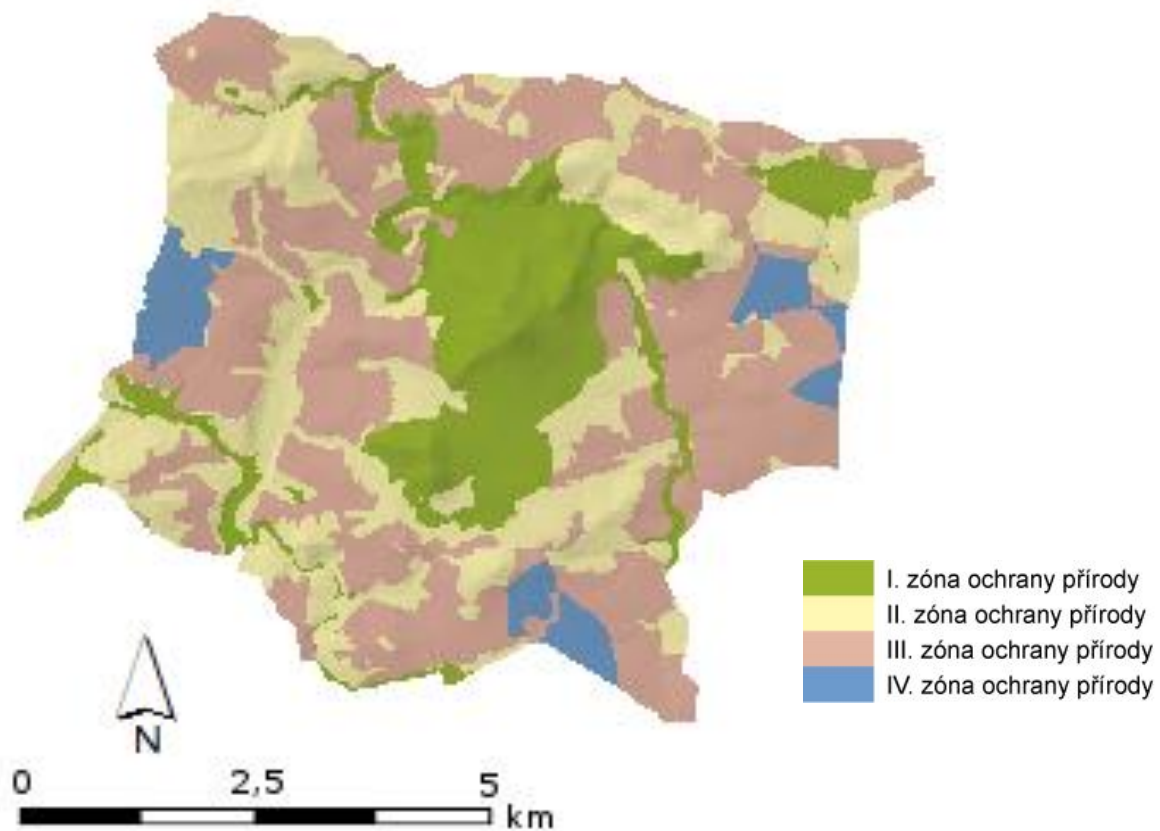 I. zóna ochrany přírody
II. zóna ochrany přírody
III. zóna ochrany přírody
IV. zóna ochrany přírody
N
0 2,5 5
km